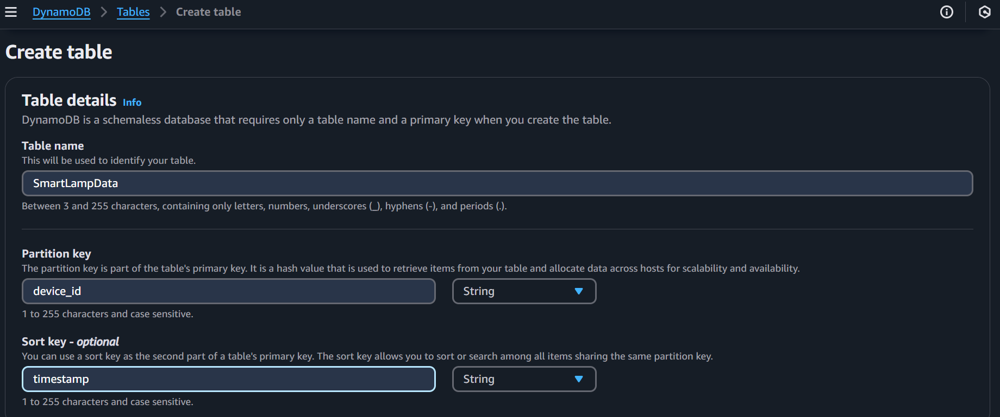 DynamoDB > Tables > Create table
Create table
Table details Info
DynamoDB is a schemaless database that requires only a table name and a primary key when you create the table.
Table name
This will be used to identify your table.
SmartLampData
Between 3 and 255 characters, containing only letters, numbers, underscores (_), hyphens (-), and periods (.).
Partition key
The partition key is part of the table's primary key. It is a hash value that is used to retrieve items from your table and allocate data across hosts for scalability and availability.
device_id String
1 to 255 characters and case sensitive.
Sort key - optional
You can use a sort key as the second part of a table's primary key. The sort key allows you to sort or search among all items sharing the same partition key.
timestamp String
1 to 255 characters and case sensitive.